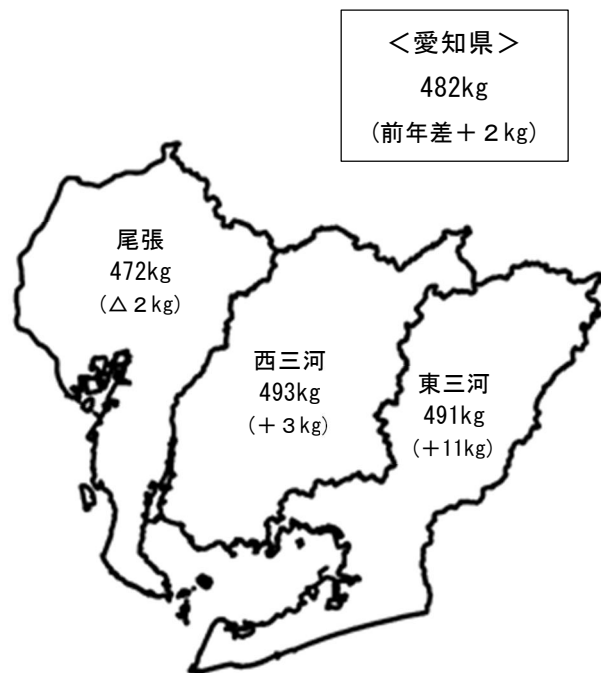 ＜愛知県＞
482kg
(前年差＋２kg)
尾張
472kg
(△２kg)
西三河
493kg
(＋３kg)
東三河
491kg
(＋11kg)